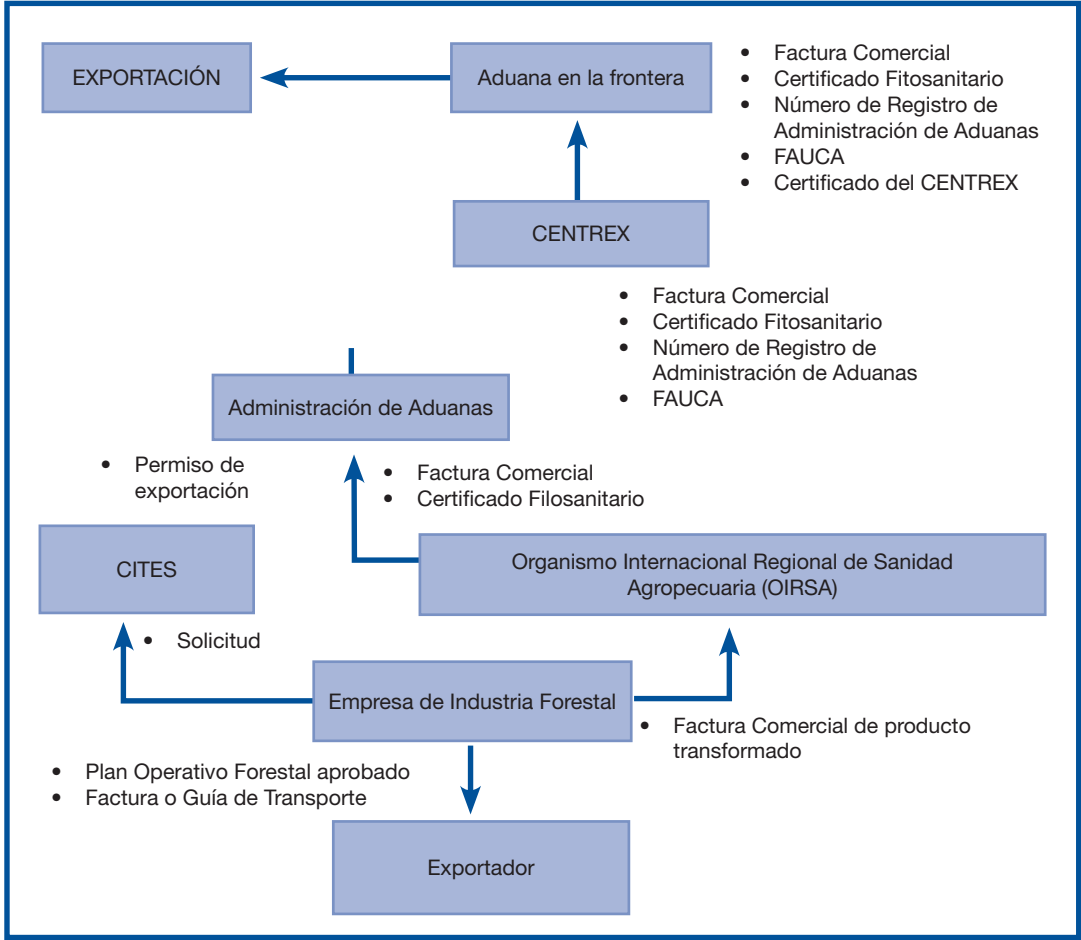 EXPORTACIÓN
Aduana en la frontera
• Factura Comercial
• Certificado Fitosanitario
• Número de Registro de
Administración de Aduanas
• FAUCA
• Certificado del CENTREX
CENTREX
• Factura Comercial
• Certificado Fitosanitario
• Número de Registro de
Administración de Aduanas
• FAUCA
Administración de Aduanas
• Permiso de
exportación
• Factura Comercial
• Certificado Filosanitario
CITES
Organismo Internacional Regional de Sanidad
Agropecuaria (OIRSA)
• Solicitud
Empresa de Industria Forestal
• Factura Comercial de producto
transformado
• Plan Operativo Forestal aprobado
• Factura o Guía de Transporte
Exportador